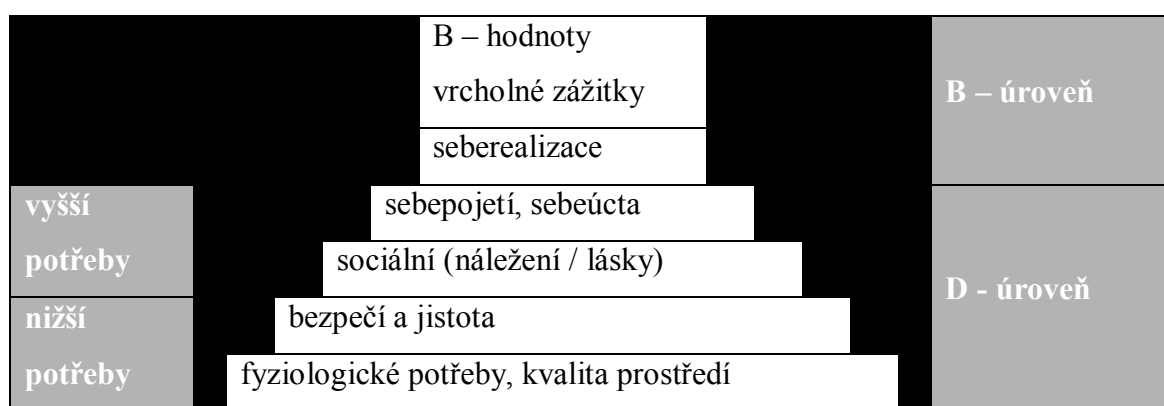 B – hodnoty
vrcholné zážitky
B – úroveň
seberealizace
vyšší
potřeby
sebepojetí, sebeúcta
sociální (náležení / lásky)
D - úroveň
nižší
potřeby
bezpečí a jistota
fyziologické potřeby, kvalita prostředí